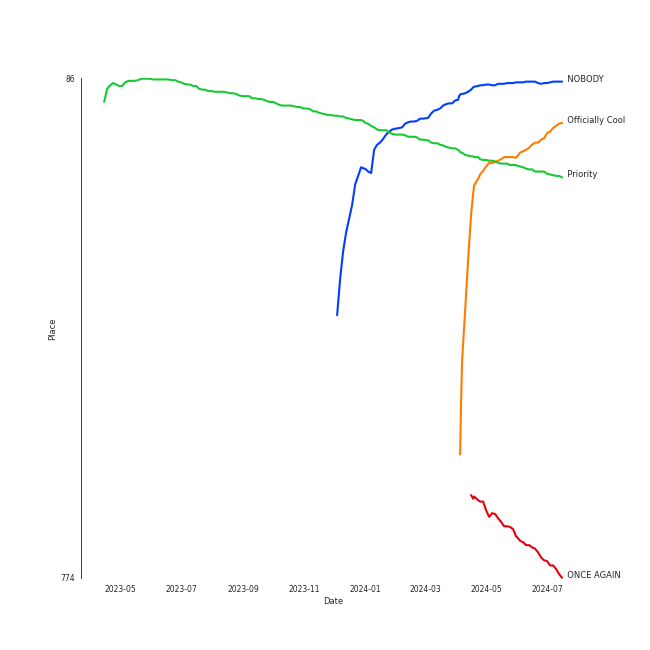 86
NOBODY
Officially Cool
Priority
Place
ONCE AGAIN
774
2023-05 2023-07 2023-09 2023-11 2024-01 2024-03 2024-05 2024-07
Date